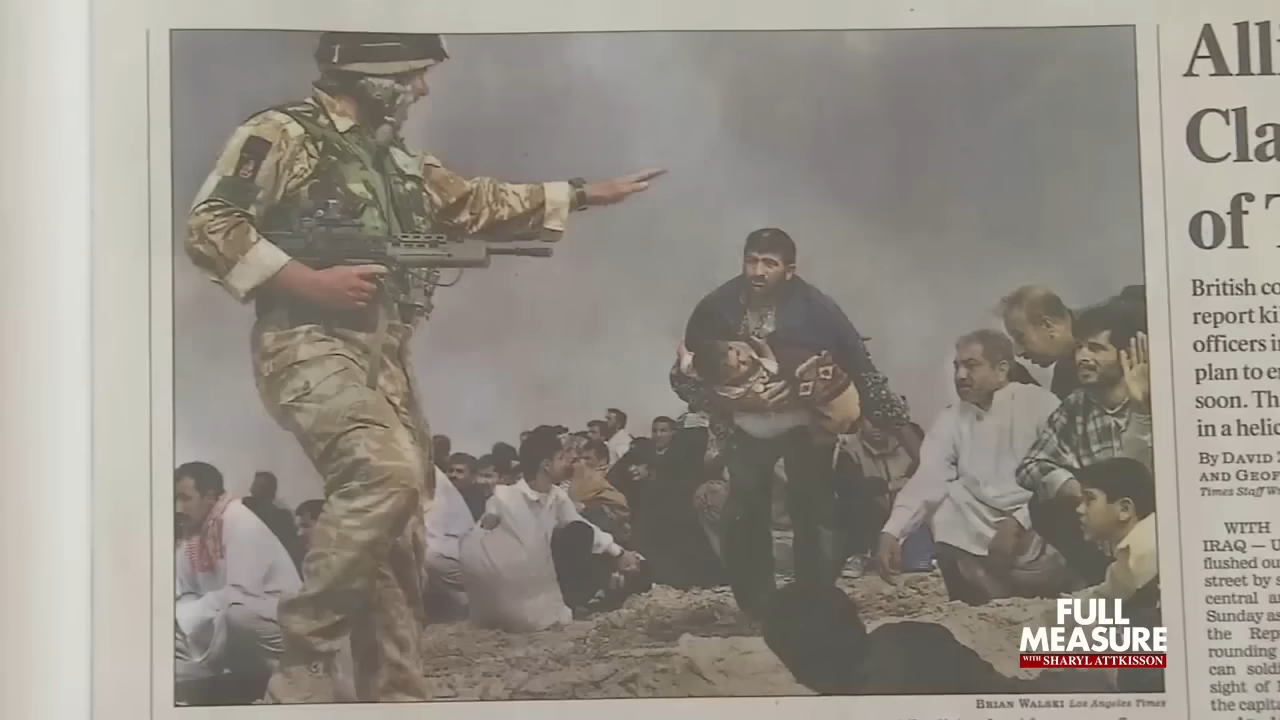 All
Cla
of T
British co
report ki
officers i
plan to e
soon. Th
in a helic
By DAVID
AND GEOF
Times Staff W
WITH
IRAQ — U
flushed ou
street by s
central a
Sunday as
the Rep
rounding
can soldi
sight of
the capit
BRIAN WALSKI Los Angeles Times
FULL
MEASURE
WITH SHARYL ATTKISSON